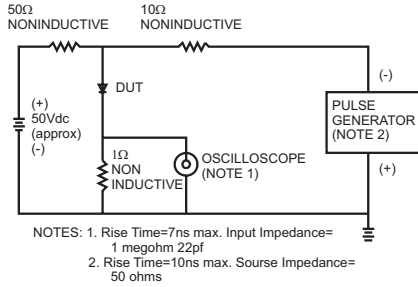 50Ω
NONINDUCTIVE
10Ω
NONINDUCTIVE
(+)
50Vdc
(approx)
(-)
DUT
1Ω
NON
INDUCTIVE
OSCILLOSCOPE
(NOTE 1)
(-)
PULSE
GENERATOR
(NOTE 2)
(+)
NOTES: 1. Rise Time=7ns max. Input Impedance=
1 megohm 22pf
2. Rise Time=10ns max. Sourse Impedance=
50 ohms